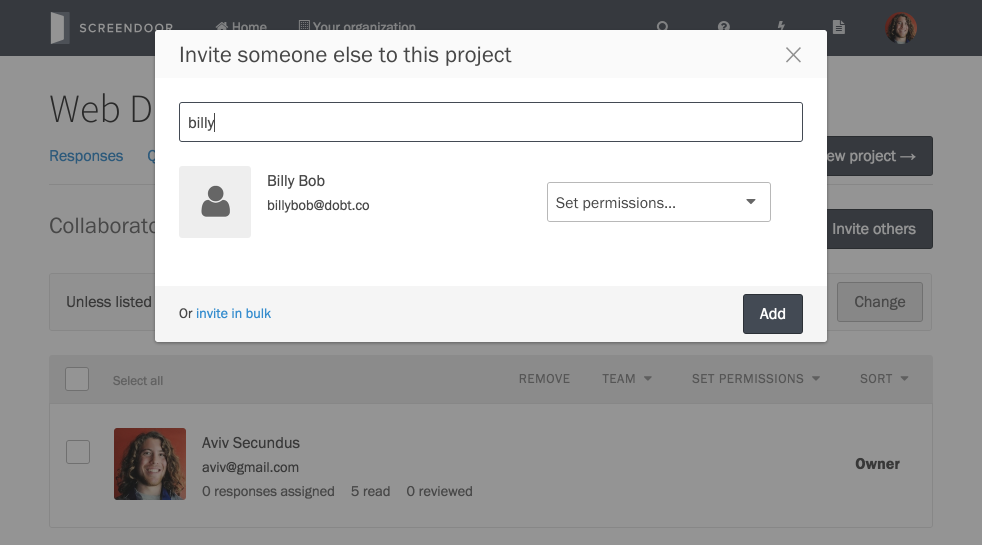 SCREENDOOR
Home
Your organization
Invite someone else to this project
Web D
billy
Responses
ew project →
Billy Bob
billybob@dobt.co
Set permissions...
Collaborato
Invite others
Unless listed
Change
Or invite in bulk
Add
Select all
REMOVE
TEAM
SET PERMISSIONS
SORT
Aviv Secundus
aviv@gmail.com
Owner
0 responses assigned 5 read 0 reviewed